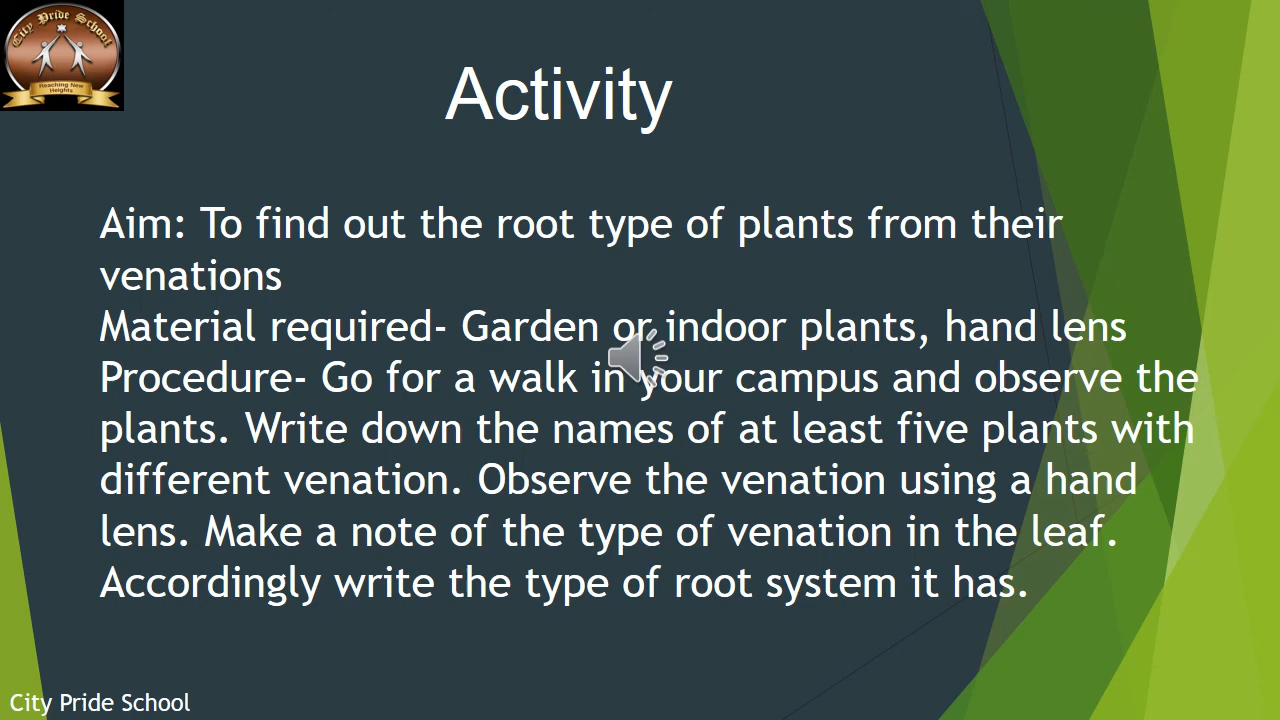 City Pride School
Reaching New
Heights
Activity
Aim: To find out the root type of plants from their
venations
Material required- Garden or indoor plants, hand lens
Procedure- Go for a walk in your campus and observe the
plants. Write down the names of at least five plants with
different venation. Observe the venation using a hand
lens. Make a note of the type of venation in the leaf.
Accordingly write the type of root system it has.
City Pride School